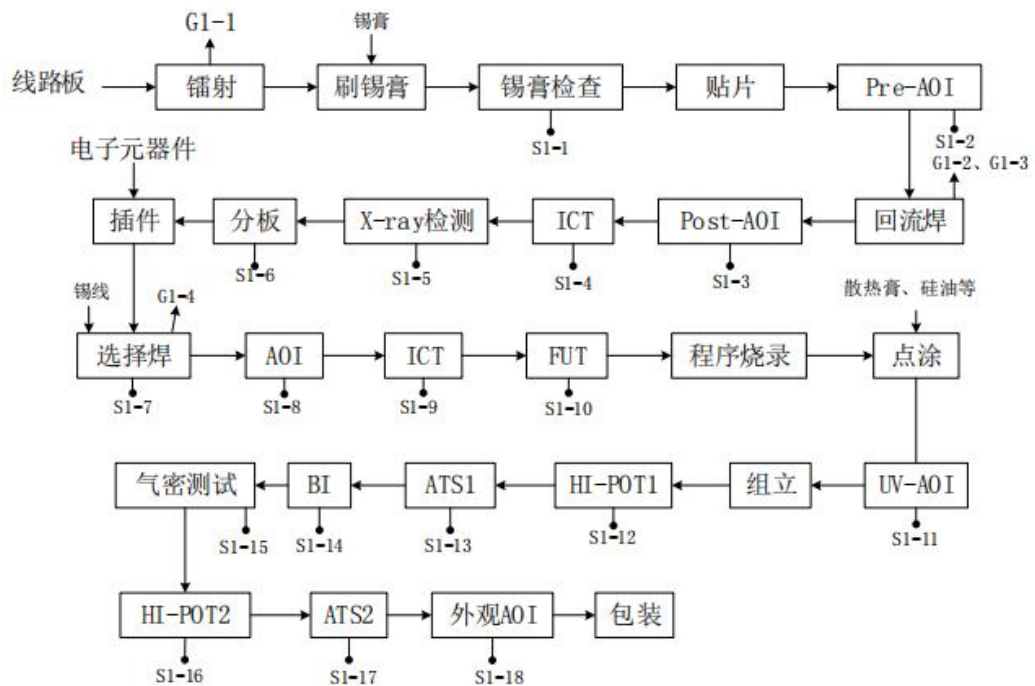 G1-1
锡膏
线路板
镭射
刷锡膏
锡膏检查
贴片
Pre-AOI
S1-1
S1-2
G1-2、G1-3
电子元器件
插件
分板
X-ray检测
ICT
Post-AOI
回流焊
S1-6
S1-5
S1-4
S1-3
锡线
G1-4
散热膏、硅油等
选择焊
AOI
ICT
FUT
程序烧录
点涂
S1-7
S1-8
S1-9
S1-10
气密测试
BI
ATS1
HI-POT1
组立
UV-AOI
S1-15
S1-14
S1-13
S1-12
S1-11
HI-POT2
ATS2
外观AOI
包装
S1-16
S1-17
S1-18